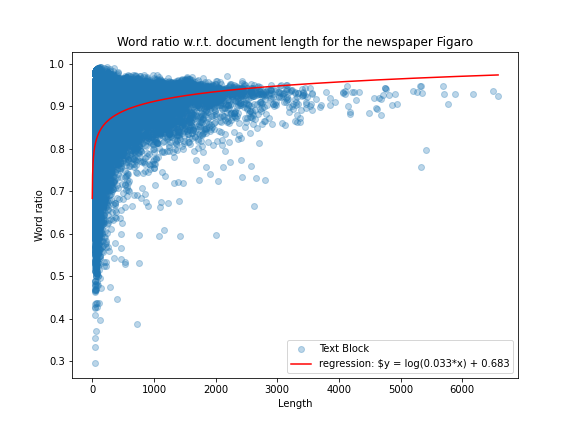 Word ratio w.r.t. document length for the newspaper Figaro
1.0
0.9
0.8
0.7
0.6
0.5
0.4
0.3
Word ratio
0 1000 2000 3000 4000 5000 6000
Length
Text Block
regression: $y = log(0.033*x) + 0.683